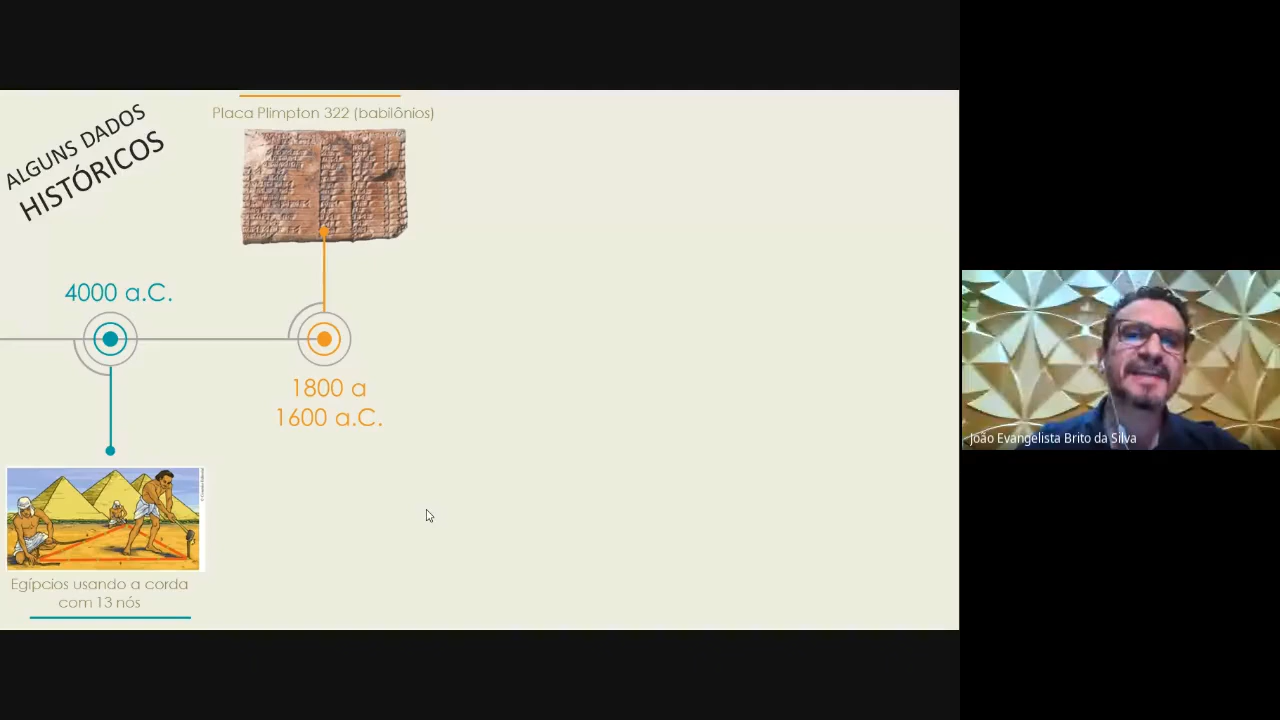 ALGUNS DADOS
HISTÓRICOS
Placa Plimpton 322 (babilônios)
4000 a.C.
1800 a
1600 a.C.
Egípcios usando a corda
com 13 nós
João Evangelista Brito da Silva